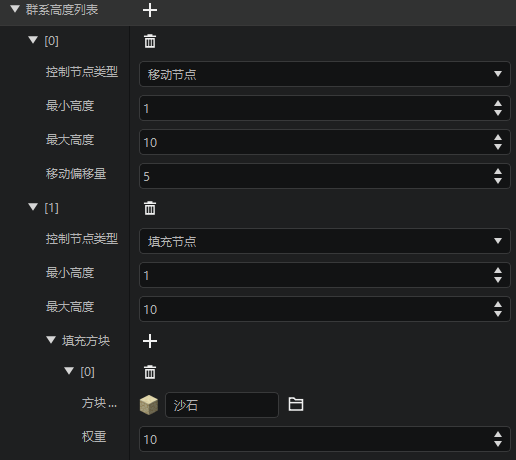 群系高度列表
[0]
控制节点类型 移动节点
最小高度 1
最大高度 10
移动偏移量 5
[1]
控制节点类型 填充节点
最小高度 1
最大高度 10
填充方块
[0]
方块... 沙石
权重 10